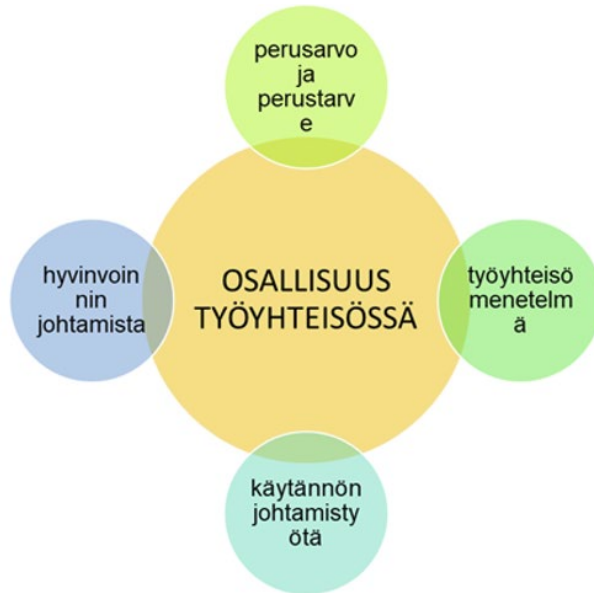 perusarvo
ja
perustarv
e
hyvinvoin
nin
johtamista
OSALLISUUS
TYÖYHTEISÖSSÄ
työyhteisö
menetelm
ä
käytännön
johtamisty
ötä